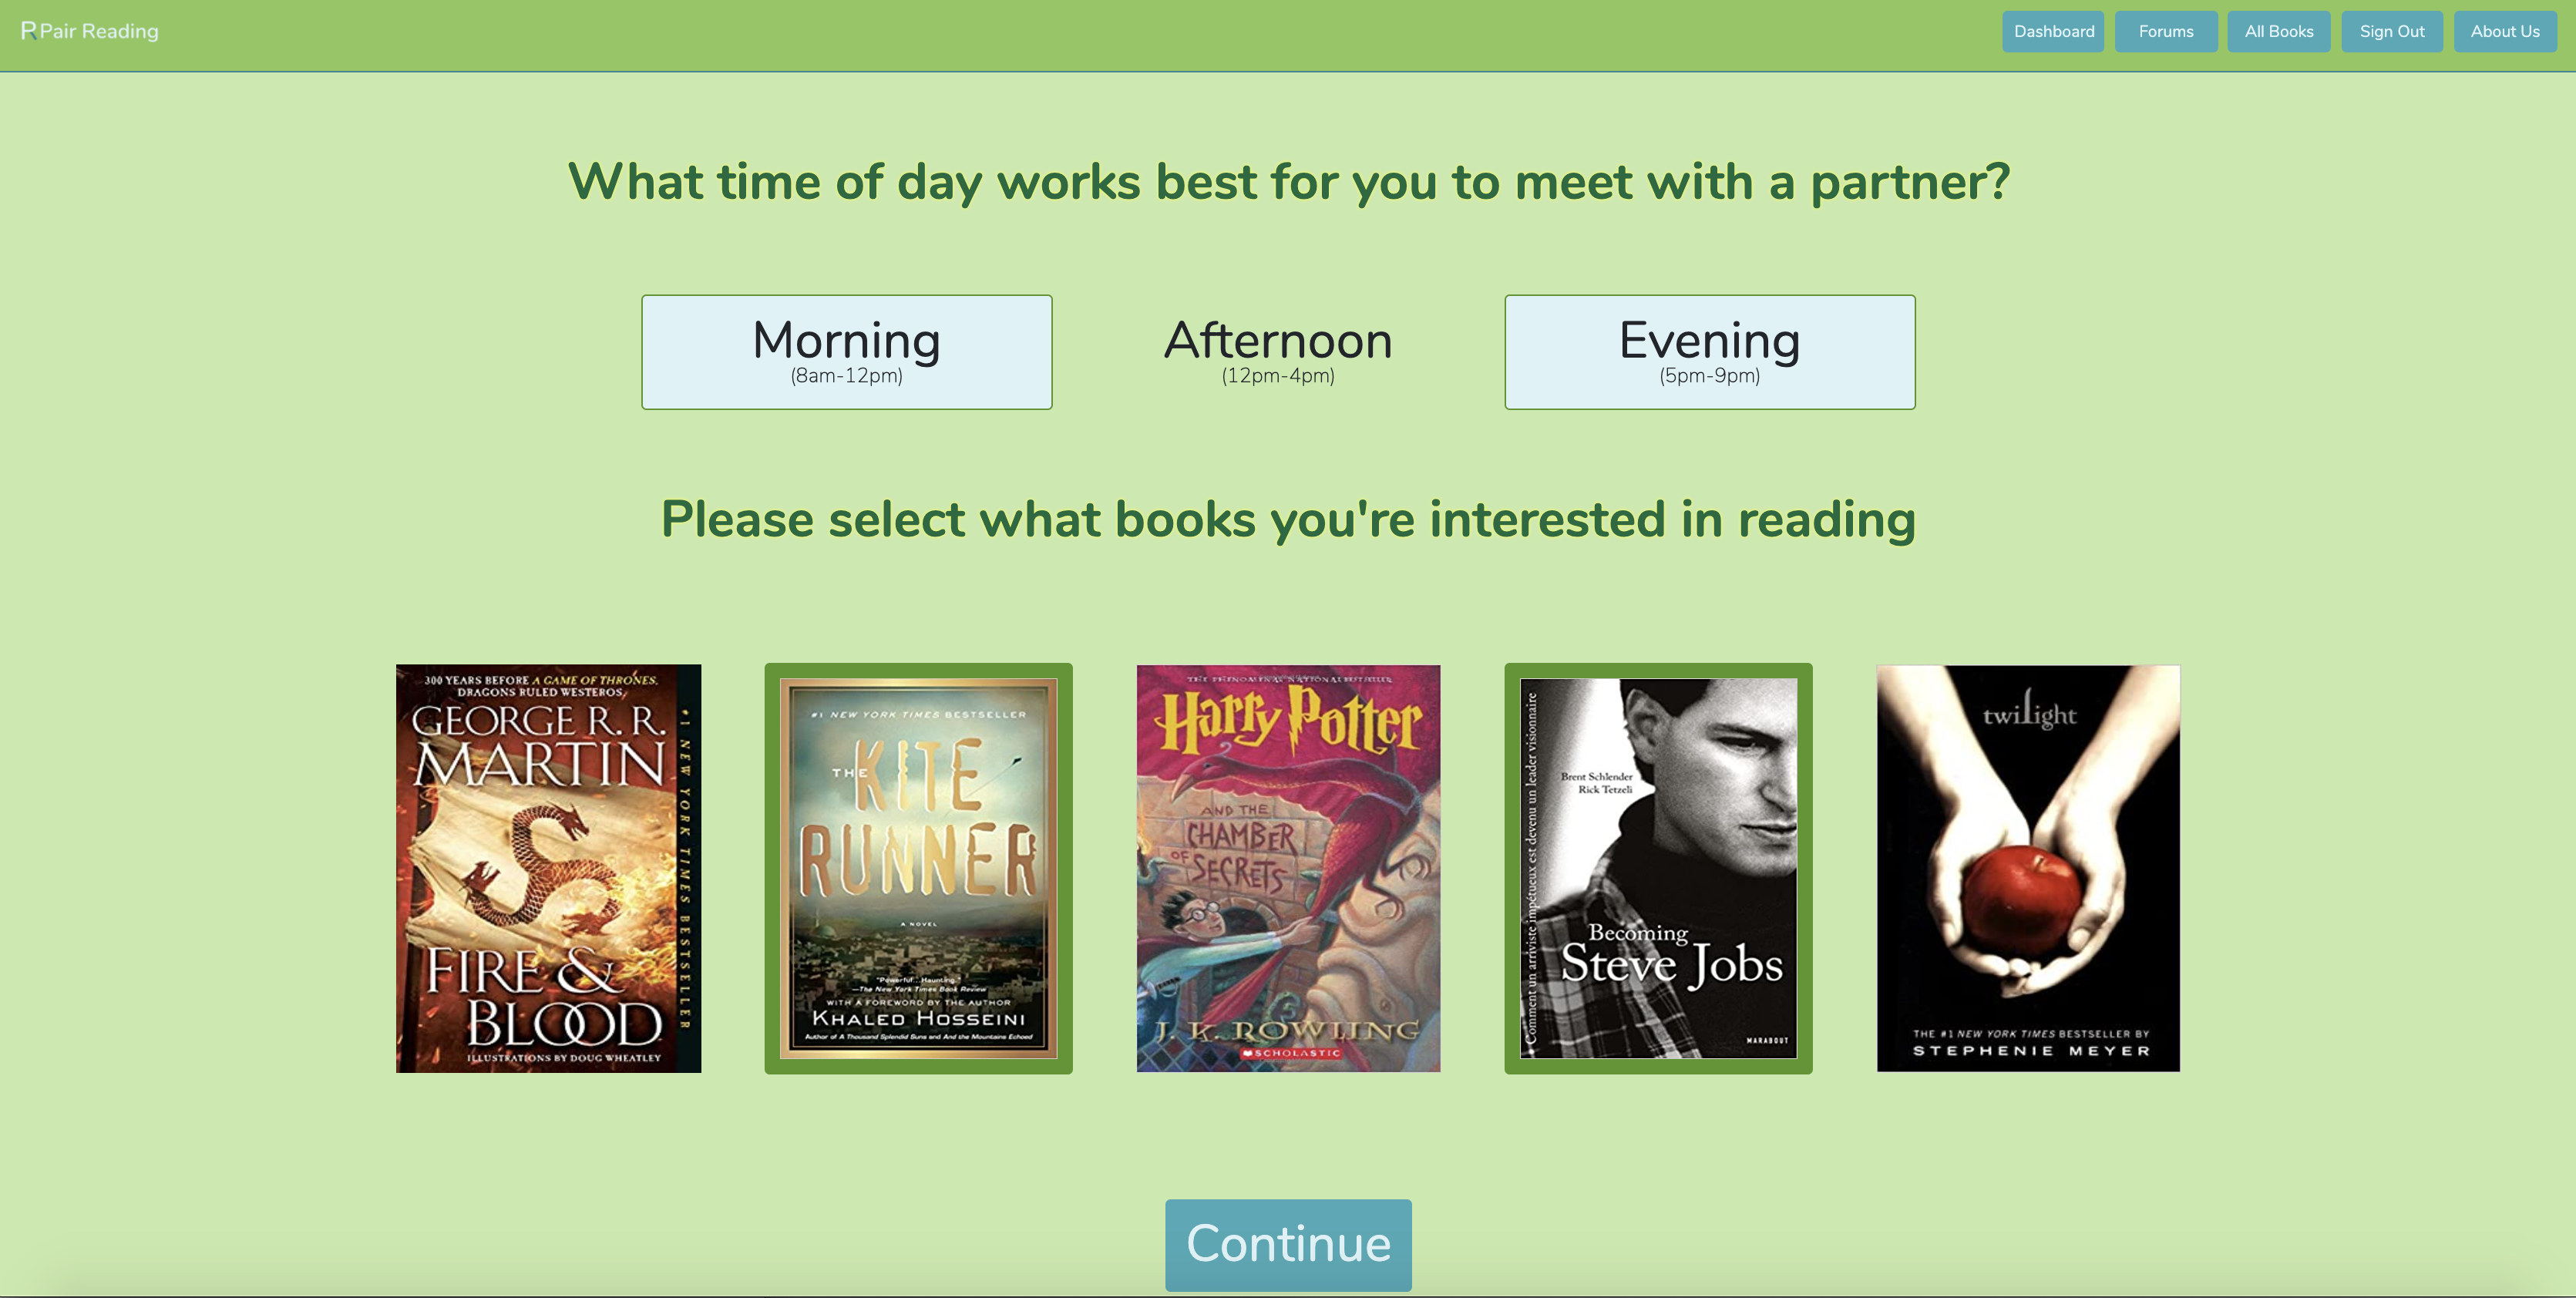 Pair Reading
Dashboard
Forums
All Books
Sign Out
About Us
What time of day works best for you to meet with a partner?
Morning
(8am-12pm)
Afternoon
(12pm-4pm)
Evening
(5pm-9pm)
Please select what books you're interested in reading
300 YEARS BEFORE A GAME OF THRONES,
DRAGONS RULED WESTEROS
GEORGE R. R.
MARTIN
FIRE &
BLOOD
ILLUSTRATIONS BY DOUG WHEATLEY
#1 NEW YORK TIMES BESTSELLER
#1 NEW YORK TIMES BESTSELLER
THE KITE
RUNNER
A NOVEL
"Powerful...Haunting."
—The New York Times Book Review
WITH A FOREWORD BY THE AUTHOR
KHALED HOSSEINI
Author of A Thousand Splendid Suns and And the Mountains Echoed
THE PHENOMENAL NATIONAL BESTSELLER
Harry Potter
AND THE
CHAMBER
OF SECRETS
J. K. ROWLING
SCHOLASTIC
Comment un arriviste impétueux est devenu un leader visionnaire
Brent Schlender
Rick Tetzeli
Becoming
Steve Jobs
MARABOUT
twilight
THE #1 NEW YORK TIMES BESTSELLER BY
STEPHENIE MEYER
Continue